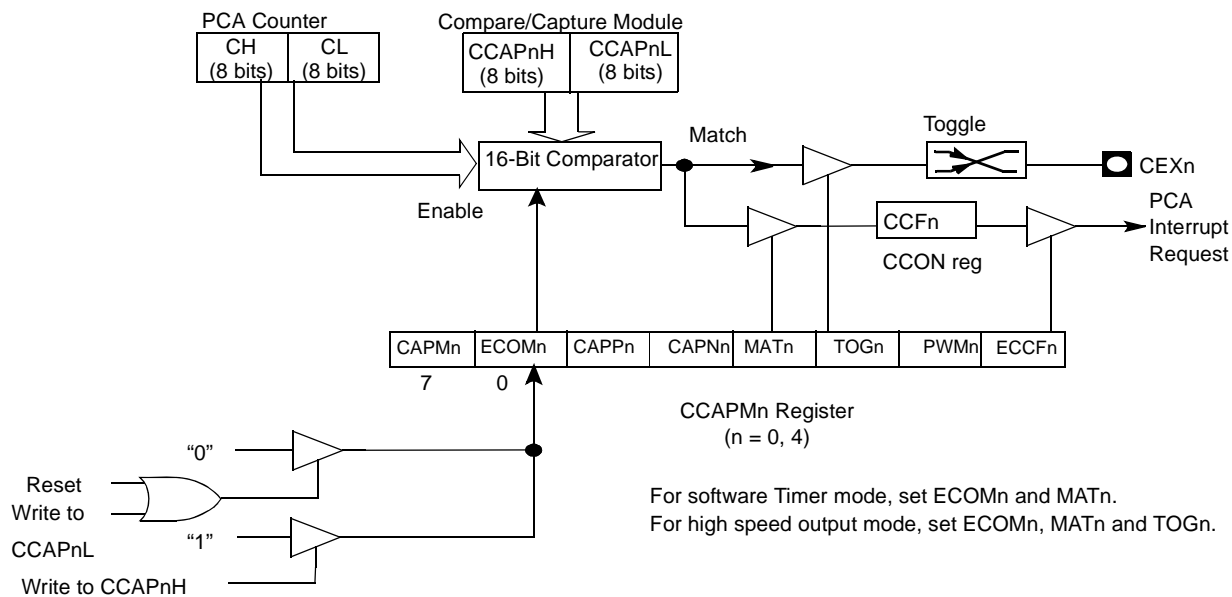 PCA Counter
CH
(8 bits)
CL
(8 bits)
Compare/Capture Module
CCAPnH
(8 bits)
CCAPnL
(8 bits)
16-Bit Comparator
Match
Toggle
CEXn
Enable
CCFn
CCON reg
PCA
Interrupt
Request
CAPMn
ECOMn
CAPPn
CAPNn
MATn
TOGn
PWMn
ECCFn
7
0
CCAPMn Register
(n = 0, 4)
“0”
Reset
Write to
CCAPnL
“1”
Write to CCAPnH
For software Timer mode, set ECOMn and MATn.
For high speed output mode, set ECOMn, MATn and TOGn.